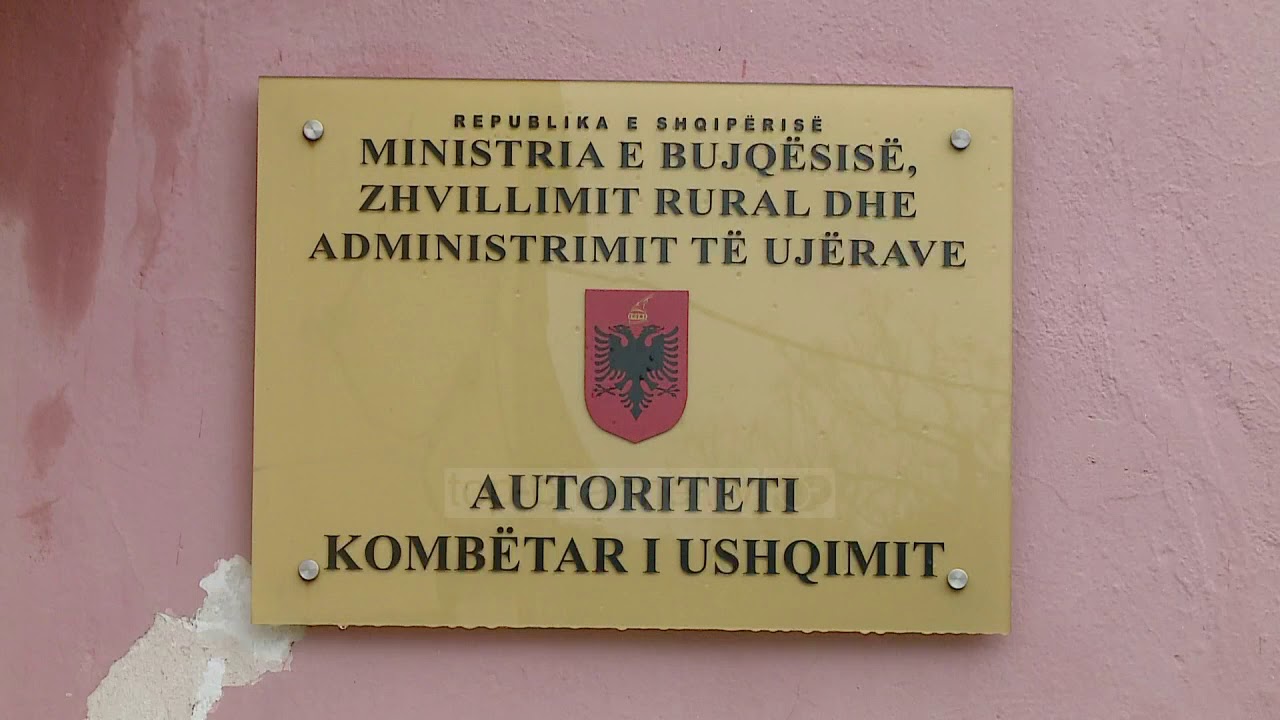 REPUBLIKA E SHQIPËRISË
MINISTRIA E BUJQËSISË,
ZHVILLIMIT RURAL DHE
ADMINISTRIMIT TË UJËRAVE
AUTORITETI
KOMBËTAR I USHQIMIT